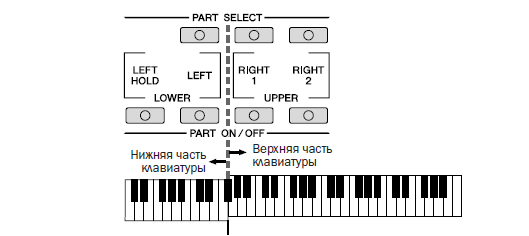 PART SELECT
LEFT HOLD
LEFT
RIGHT 1
RIGHT 2
LOWER
UPPER
PART ON/OFF
Нижняя часть
клавиатуры
Верхняя часть
клавиатуры